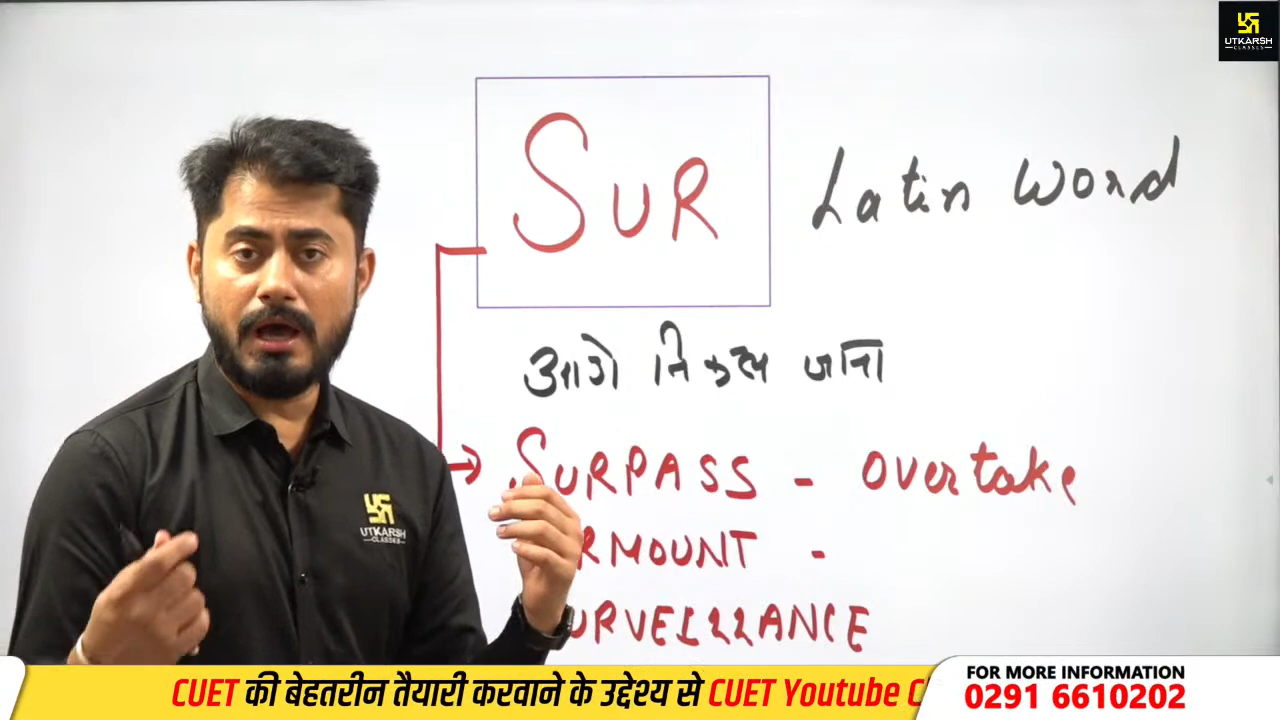 UTKARSH
CLASSES
SUR Latin Word
आगे निकल जाना
SURPASS - Overtake
RMOUNT -
URVEILLANCE
UTKARSH
CLASSES
CUET की बेहतरीन तैयारी करवाने के उद्देश्य से CUET Youtube C
FOR MORE INFORMATION
0291 6610202